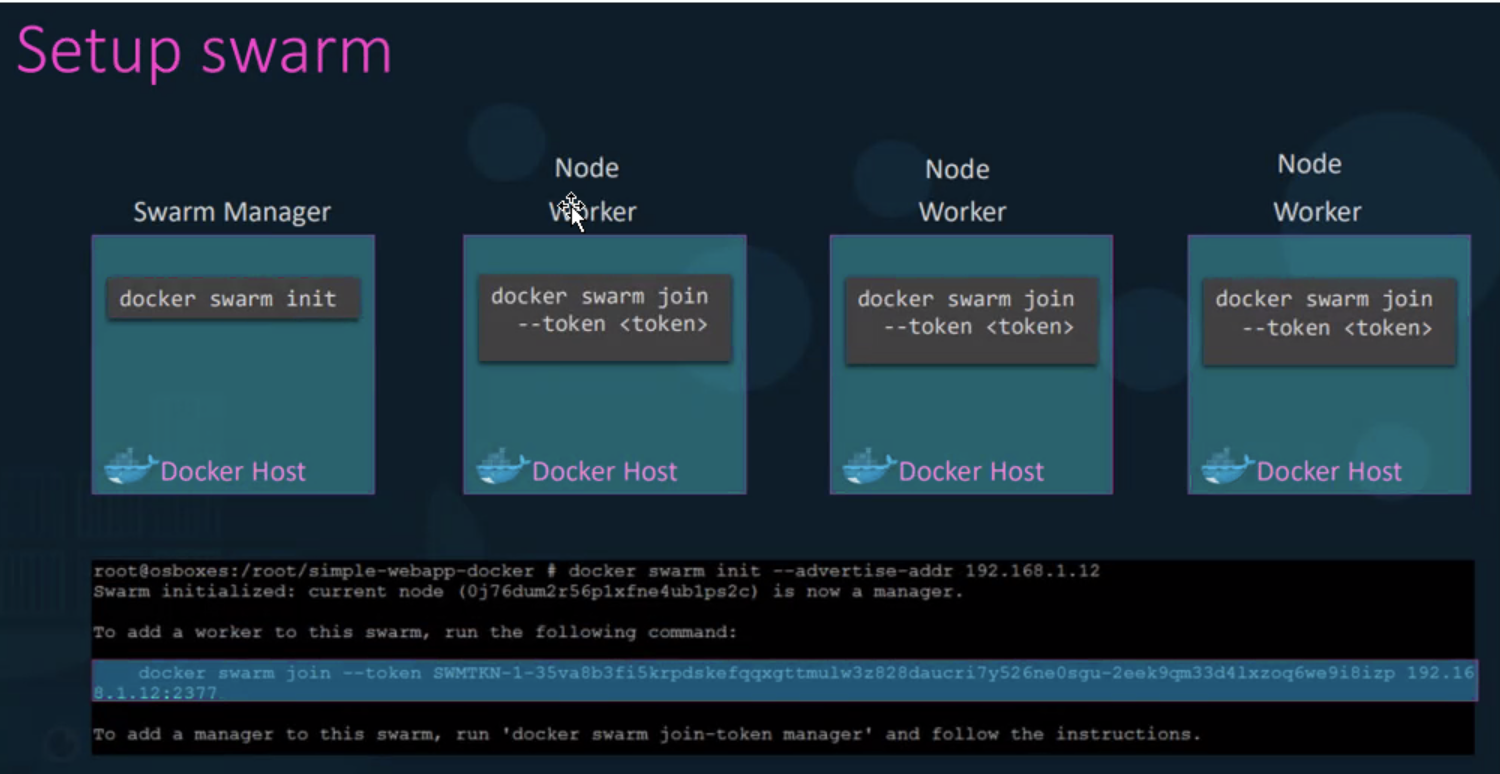 Setup swarm
Node
Node
Node
Swarm Manager
Worker
Worker
Worker
docker swarm init
docker swarm join
--token <token>
docker swarm join
--token <token>
docker swarm join
--token <token>
Docker Host
Docker Host
Docker Host
Docker Host
root@osboxes:/root/simple-webapp-docker # docker swarm init --advertise-addr 192.168.1.12
Swarm initialized: current node (0j76dum2r56p1xfne4ub1ps2c) is now a manager.
To add a worker to this swarm, run the following command:
docker swarm join --token SWMTKN-1-35va8b3fi5krpdskefqqxgttmulw3z828daucri7y526ne0sgu-2eek9qm33d4lxzoq6we9i8izp 192.16
8.1.12:2377
To add a manager to this swarm, run 'docker swarm join-token manager' and follow the instructions.